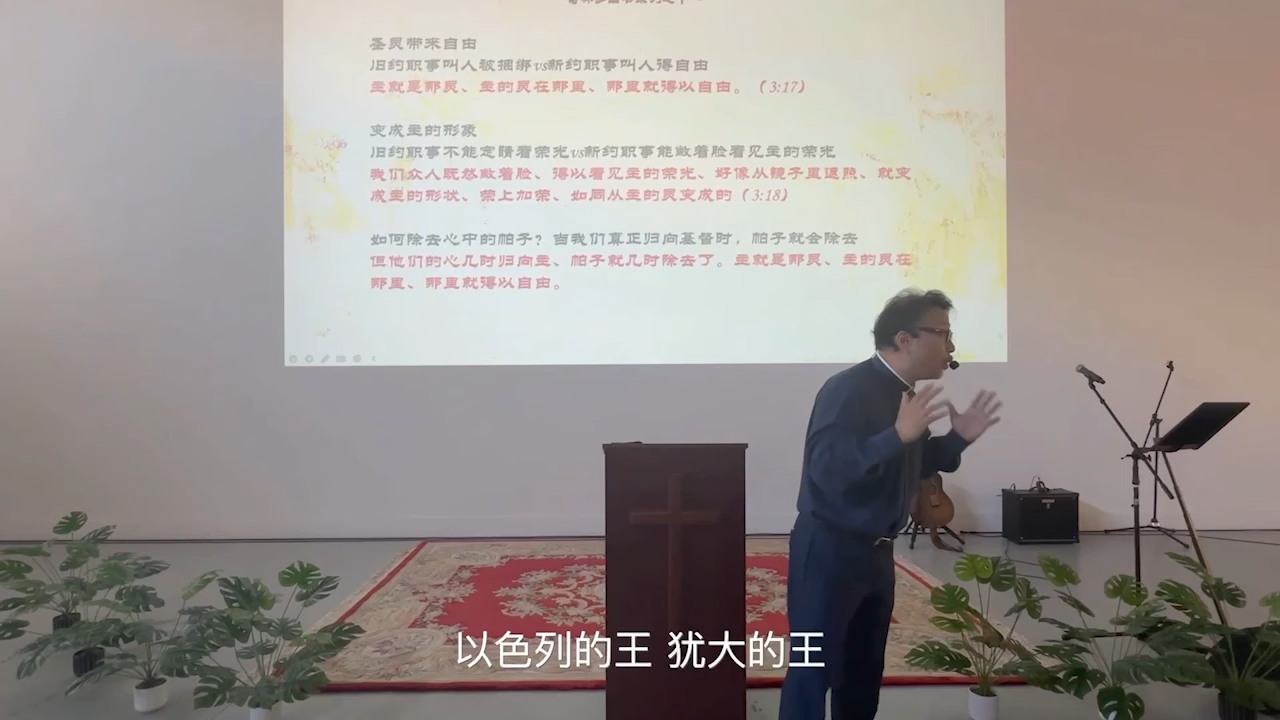 圣灵带来自由
旧约职事叫人被捆绑vs新约职事叫人得自由
主就是那灵、主的灵在那里、那里就得以自由。（3:17）
变成主的形象
旧约职事不能定睛看荣光vs新约职事能敞着脸看见主的荣光
我们众人既然敞着脸、得以看见主的荣光、好像从镜子里返照、就变
成主的形状、荣上加荣、如同从主的灵变成的（3:18）
如何除去心中的帕子？当我们真正归向基督时，帕子就会除去
但他们的心几时归向主、帕子就几时除去了。主就是那灵、主的灵在
那里、那里就得以自由。
以色列的王 犹大的王